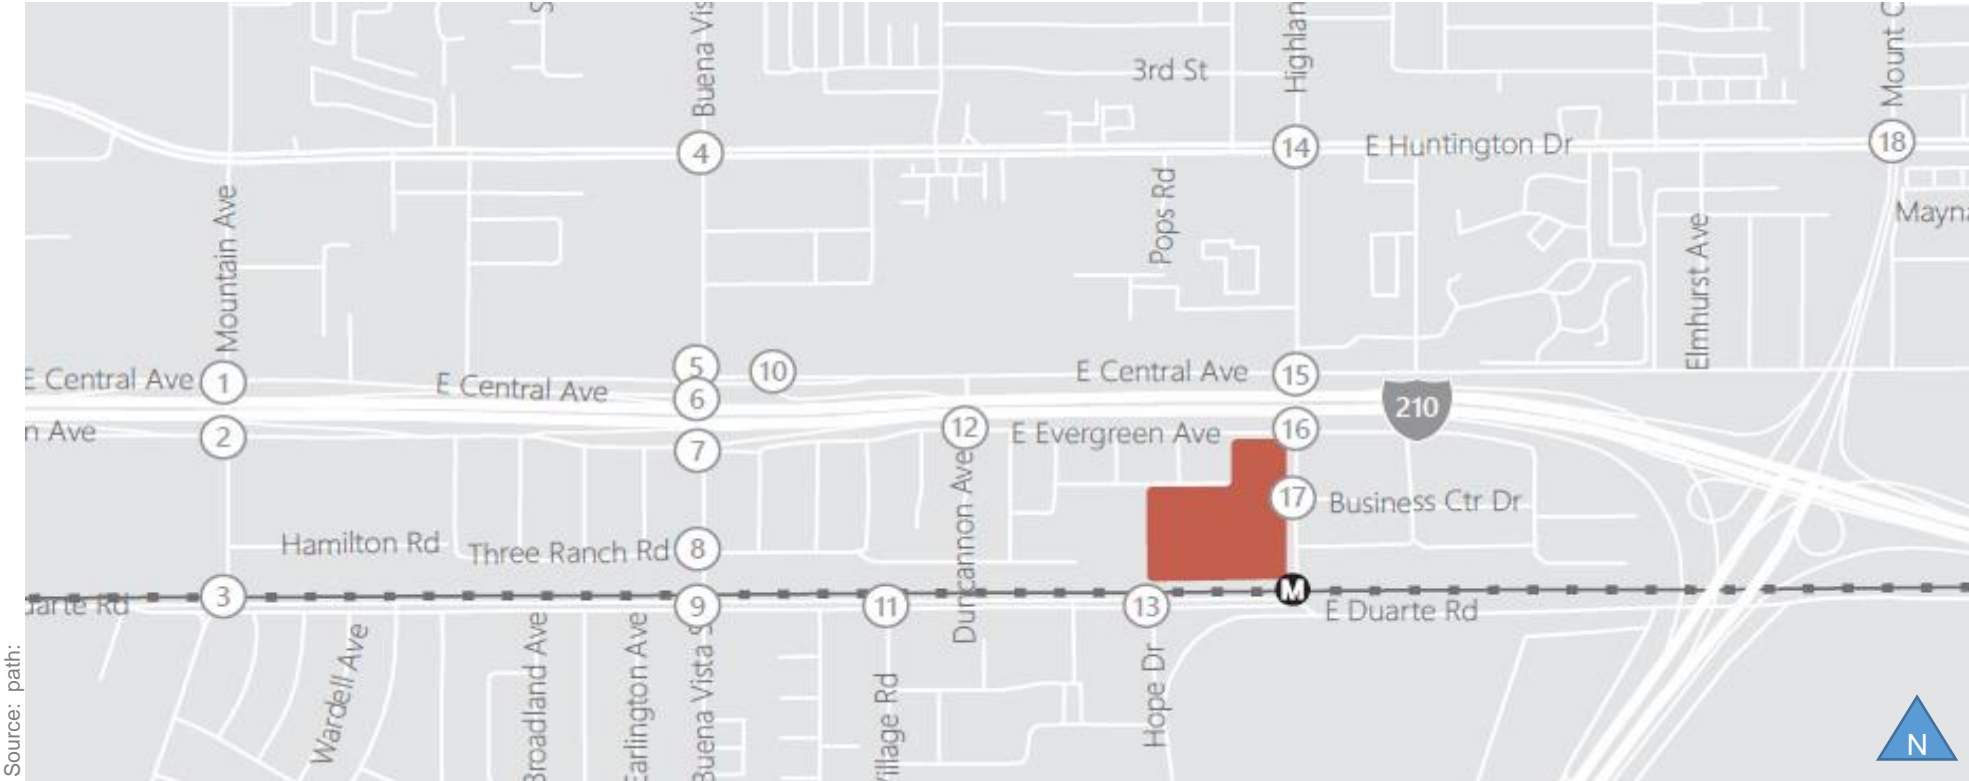 S
Buena Vis
Highlan
Mount C
3rd St
4
14
E Huntington Dr
18
Mountain Ave
Pops Rd
Elmhurst Ave
Mayna
E Central Ave
1
E Central Ave
5
10
6
E Central Ave
15
210
n Ave
2
7
12
E Evergreen Ave
16
Duncannon Ave
17
Business Ctr Dr
Hamilton Rd
Three Ranch Rd
8
arte Rd
3
9
11
13
M
E Duarte Rd
Wardell Ave
Broadland Ave
Earlington Ave
Buena Vista S
Village Rd
Hope Dr
Source: path:
N